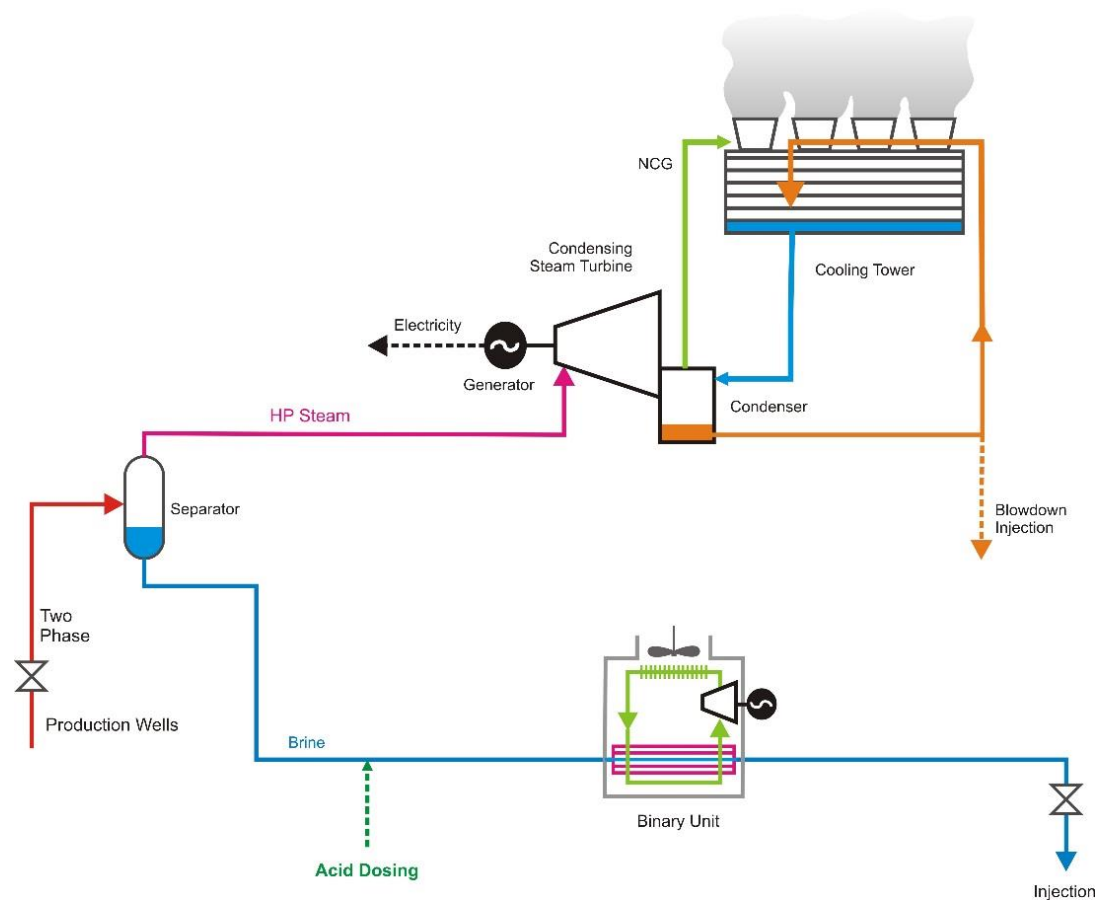 NCG
Condensing
Steam Turbine
Cooling Tower
Electricity
Generator
Condenser
HP Steam
Separator
Blowdown
Injection
Two
Phase
Production Wells
Brine
Binary Unit
Acid Dosing
Injection